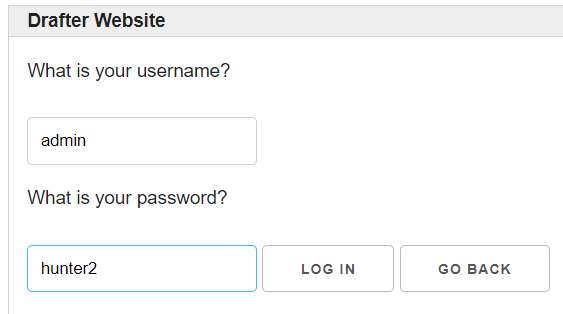 Drafter Website
What is your username?
admin
What is your password?
hunter2 LOG IN GO BACK